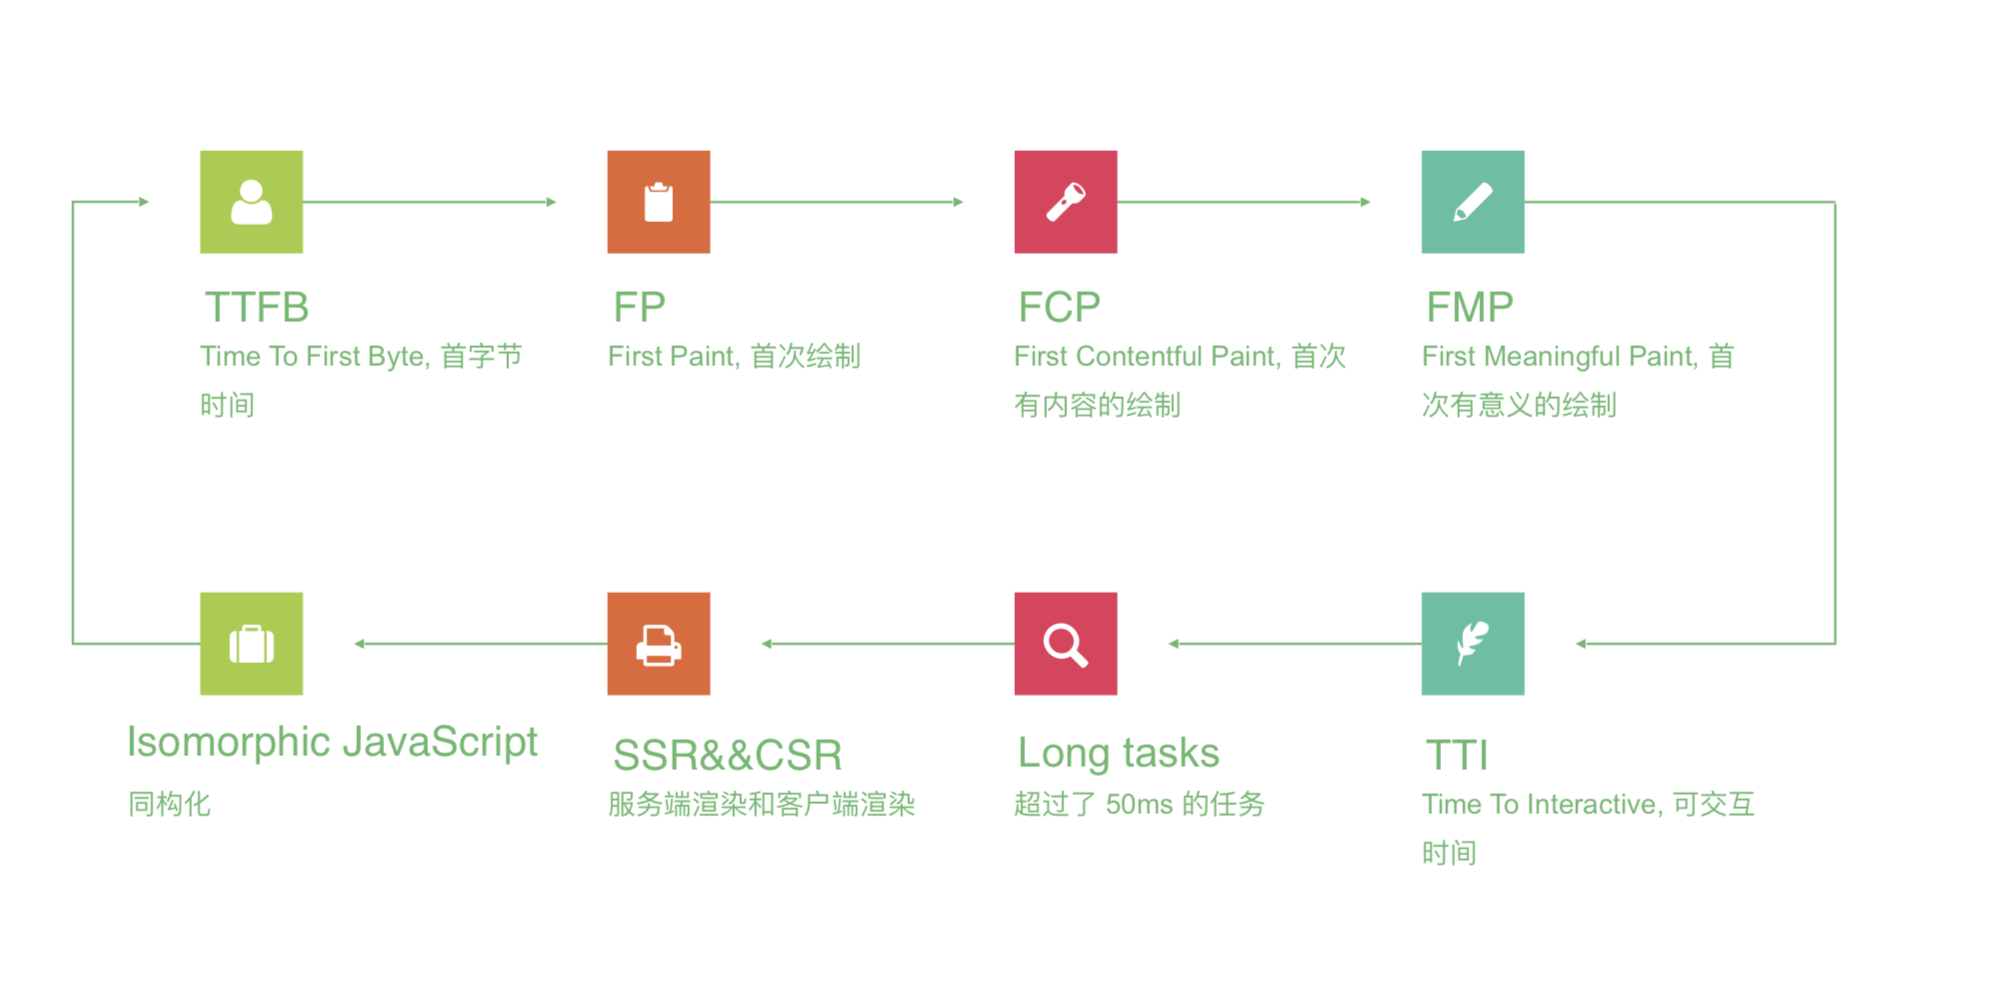 TTFB
Time To First Byte, 首字节
时间
FP
First Paint, 首次绘制
FCP
First Contentful Paint, 首次
有内容的绘制
FMP
First Meaningful Paint, 首
次有意义的绘制
Isomorphic JavaScript
同构化
SSR&&CSR
服务端渲染和客户端渲染
Long tasks
超过了 50ms 的任务
TTI
Time To Interactive, 可交互
时间